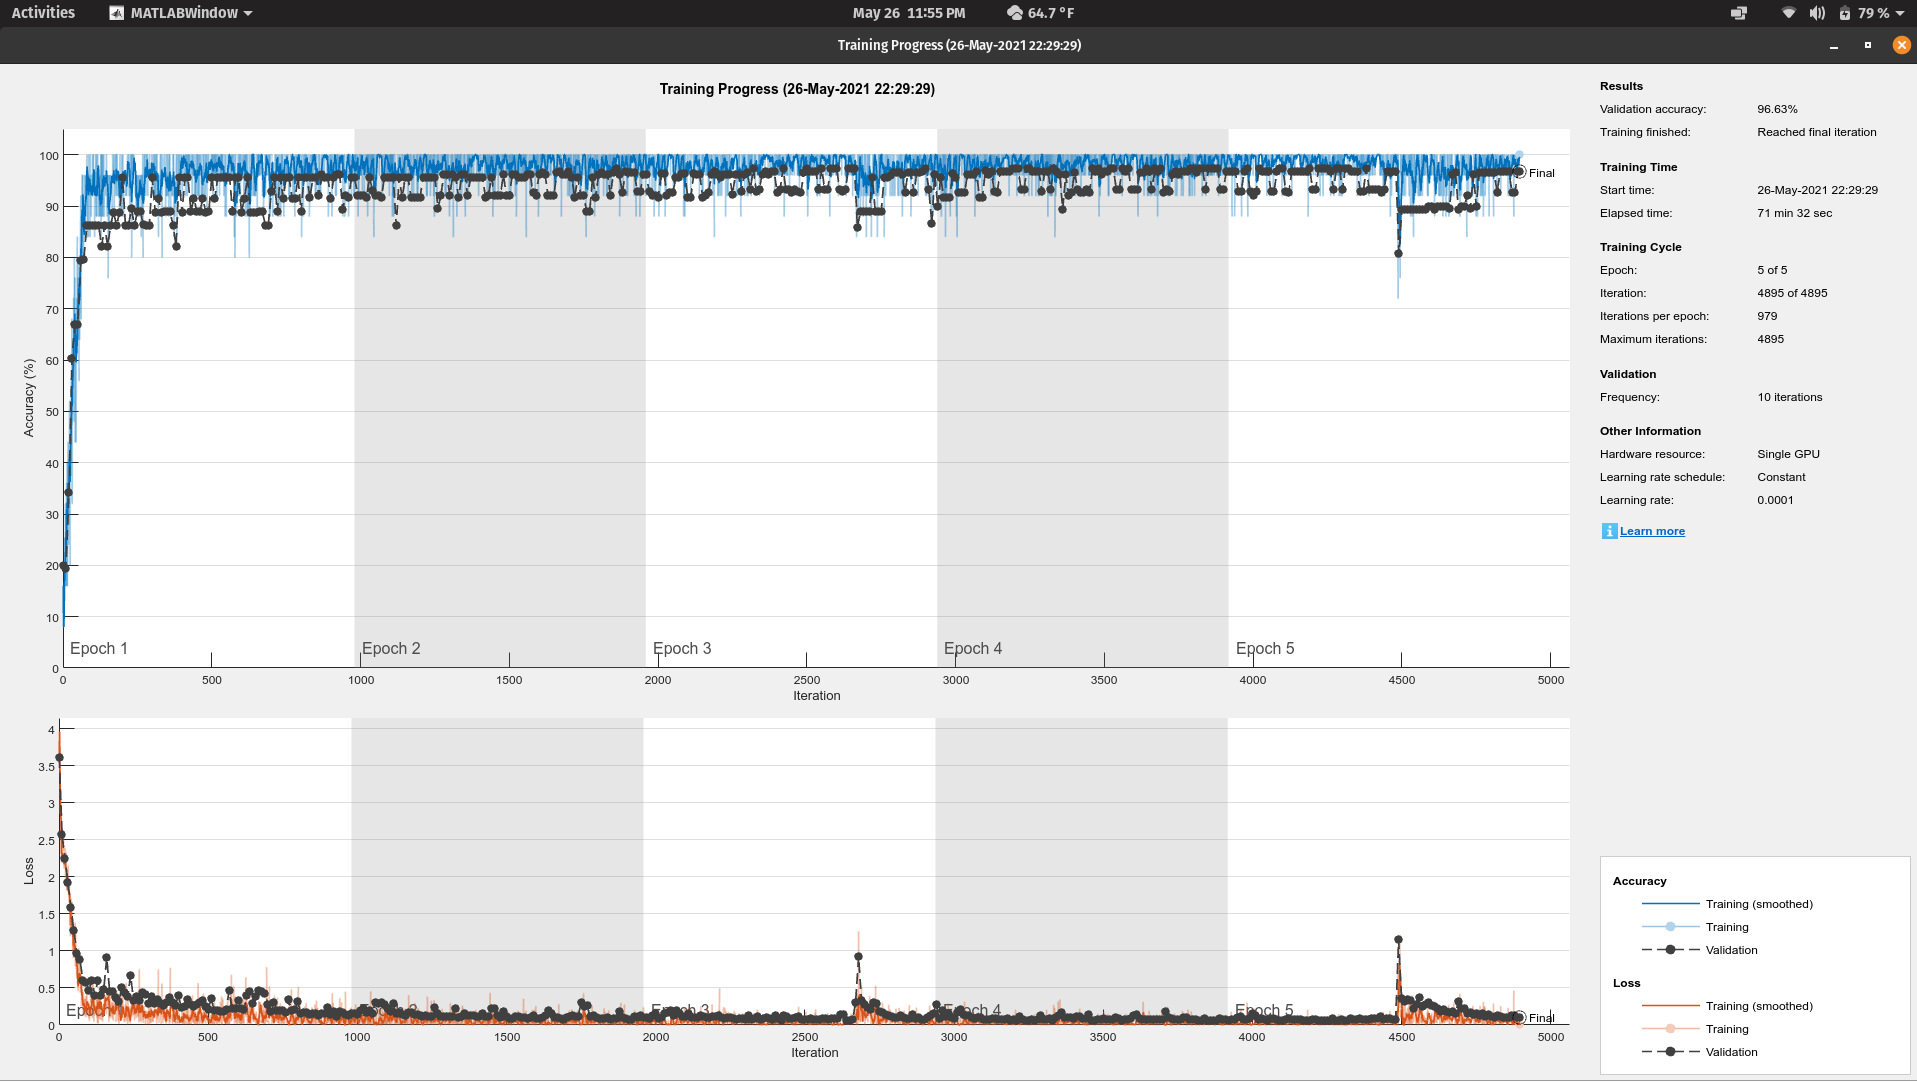 Activities MATLABWindow May 26 11:55 PM 64.7 °F 79 %
Training Progress (26-May-2021 22:29:29)
Training Progress (26-May-2021 22:29:29)
100
90
80
70
60
50
40
30
20
10
0
Accuracy (%)
Final
Epoch 1 Epoch 2 Epoch 3 Epoch 4 Epoch 5
0 500 1000 1500 2000 2500 3000 3500 4000 4500 5000
Iteration
4
3.5
3
2.5
2
1.5
1
0.5
0
Loss
Final
Epoch 2 Epoch 3 Epoch 4 Epoch 5
0 500 1000 1500 2000 2500 3000 3500 4000 4500 5000
Iteration
Results
Validation accuracy: 96.63%
Training finished: Reached final iteration
Training Time
Start time: 26-May-2021 22:29:29
Elapsed time: 71 min 32 sec
Training Cycle
Epoch: 5 of 5
Iteration: 4895 of 4895
Iterations per epoch: 979
Maximum iterations: 4895
Validation
Frequency: 10 iterations
Other Information
Hardware resource: Single GPU
Learning rate schedule: Constant
Learning rate: 0.0001
i Learn more
Accuracy
Training (smoothed)
Training
Validation
Loss
Training (smoothed)
Training
Validation